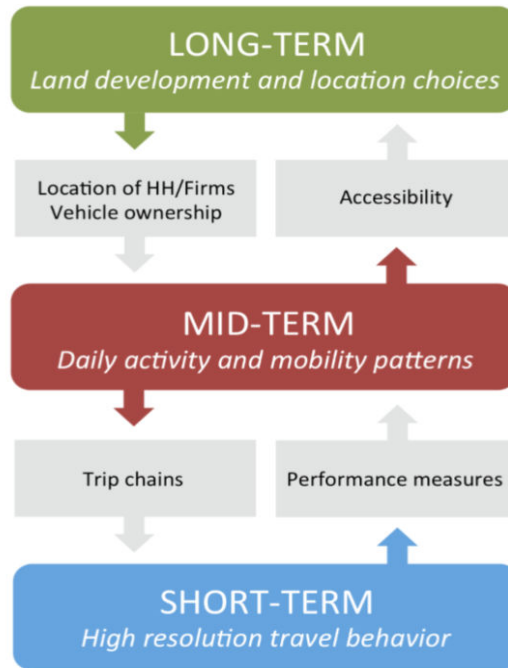 LONG-TERM
Land development and location choices
Location of HH/Firms
Vehicle ownership
Accessibility
MID-TERM
Daily activity and mobility patterns
Trip chains
Performance measures
SHORT-TERM
High resolution travel behavior